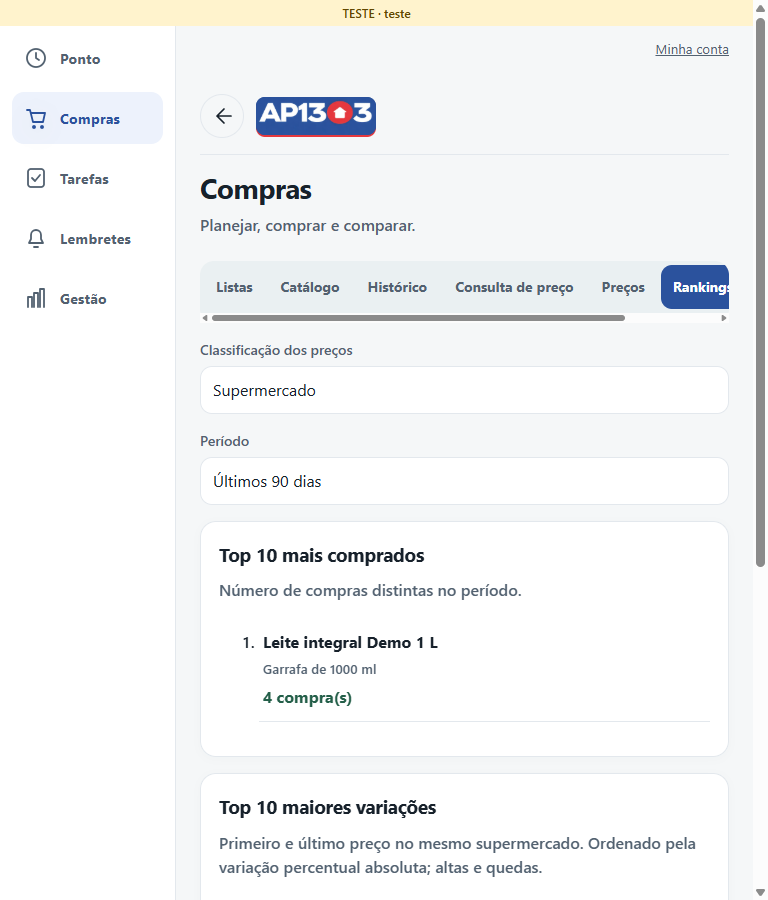 TESTE · teste
Minha conta
Ponto
Compras
Tarefas
Lembretes
Gestão
AP1303
Compras
Planejar, comprar e comparar.
Listas Catálogo Histórico Consulta de preço Preços Rankings
Classificação dos preços
Supermercado
Período
Últimos 90 dias
Top 10 mais comprados
Número de compras distintas no período.
1. Leite integral Demo 1 L
Garrafa de 1000 ml
4 compra(s)
Top 10 maiores variações
Primeiro e último preço no mesmo supermercado. Ordenado pela
variação percentual absoluta; altas e quedas.